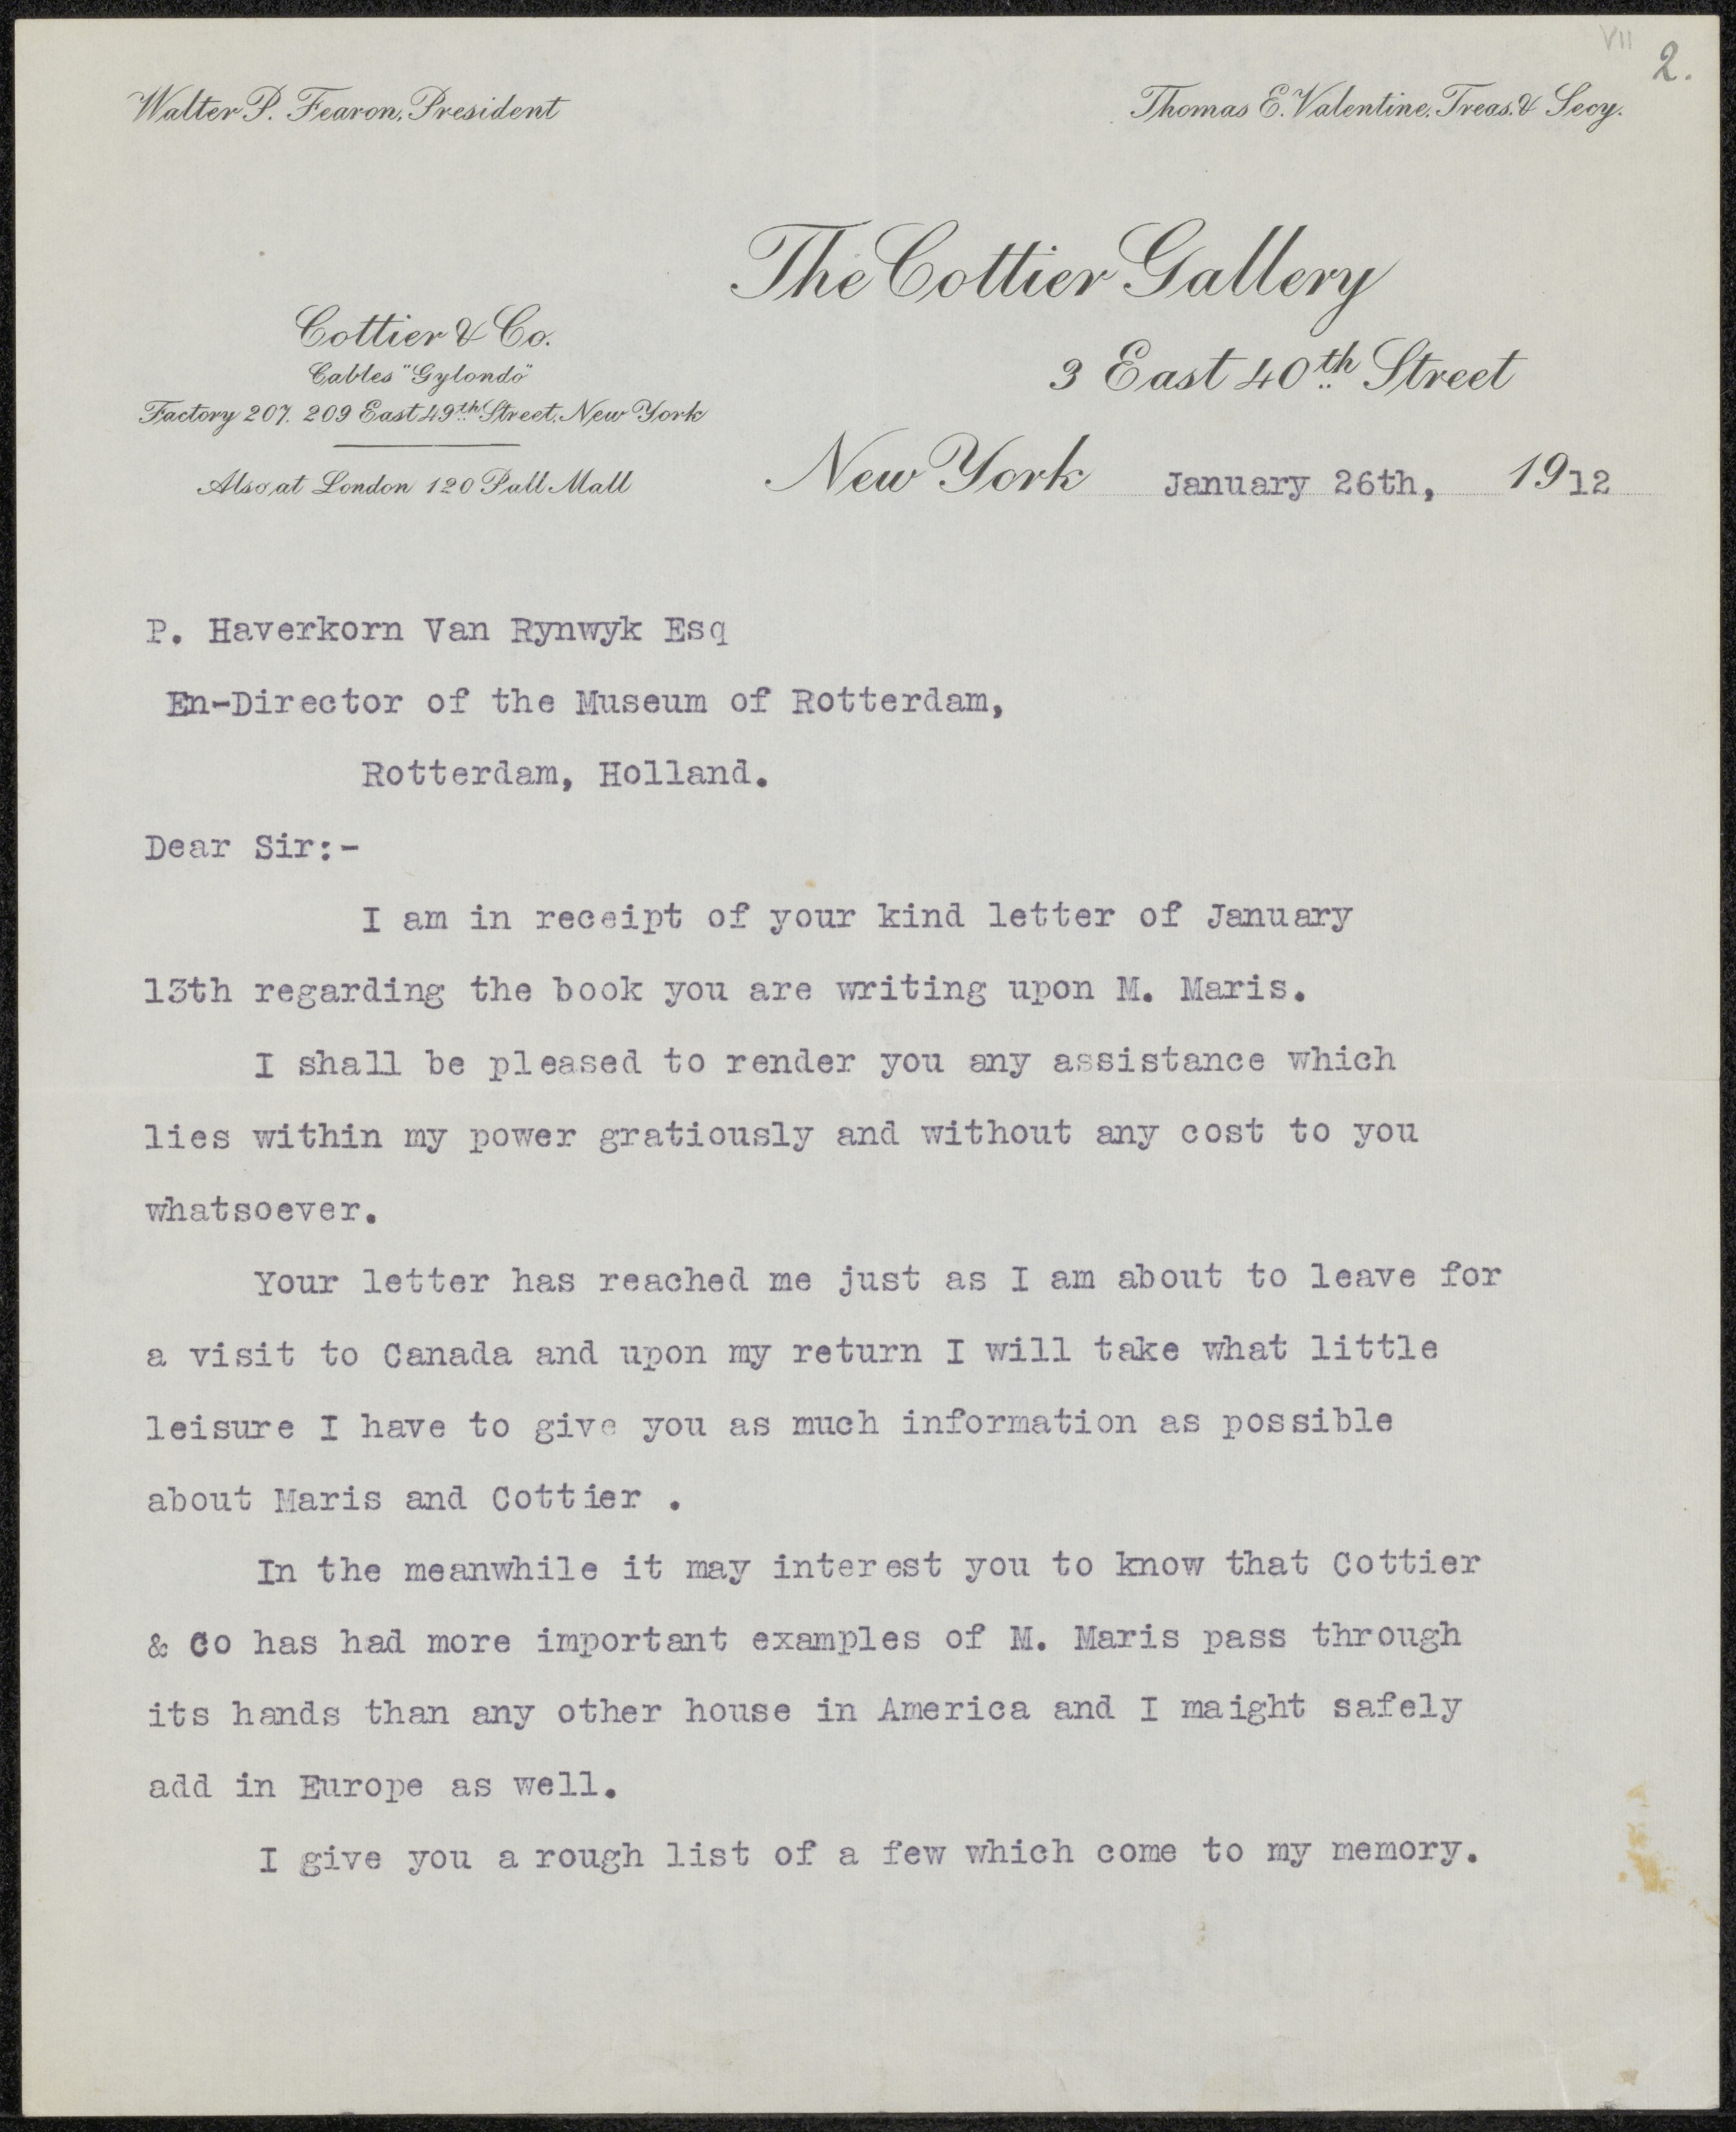 VII 2.
Walter P. Fearon, President
Thomas E. Valentine, Treas. & Secy.
The Cottier Gallery
3 East 40th Street
Cottier & Co.
Cables "Gylondo"
Factory 207. 209 East 49th Street, New York
Also at London 120 Pall Mall
New York January 26th, 1912
P. Haverkorn Van Rynwyk Esq
En-Director of the Museum of Rotterdam,
Rotterdam, Holland.
Dear Sir:-
I am in receipt of your kind letter of January
13th regarding the book you are writing upon M. Maris.
I shall be pleased to render you any assistance which
lies within my power gratiously and without any cost to you
whatsoever.
Your letter has reached me just as I am about to leave for
a visit to Canada and upon my return I will take what little
leisure I have to give you as much information as possible
about Maris and Cottier .
In the meanwhile it may interest you to know that Cottier
& Co has had more important examples of M. Maris pass through
its hands than any other house in America and I maight safely
add in Europe as well.
I give you a rough list of a few which come to my memory.